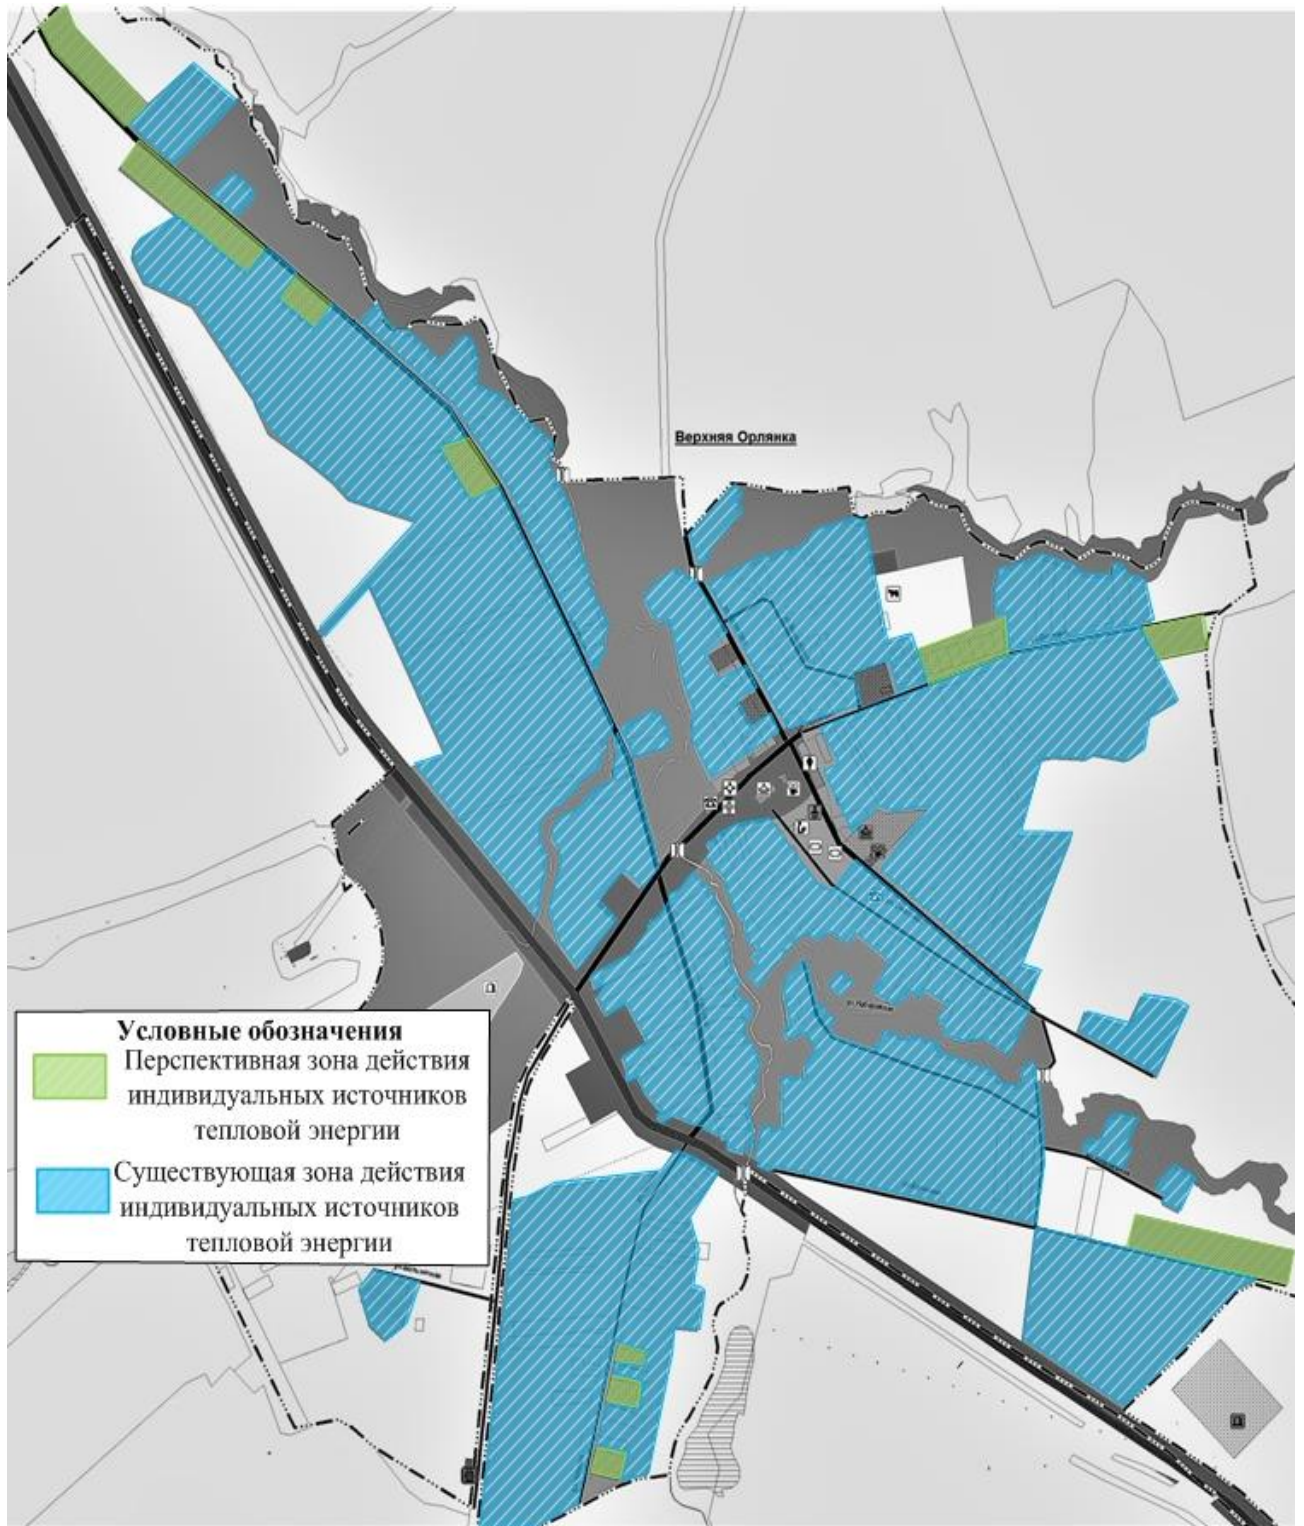 Верхняя Орлянка
Условные обозначения
Перспективная зона действия
индивидуальных источников
тепловой энергии
Существующая зона действия
индивидуальных источников
тепловой энергии